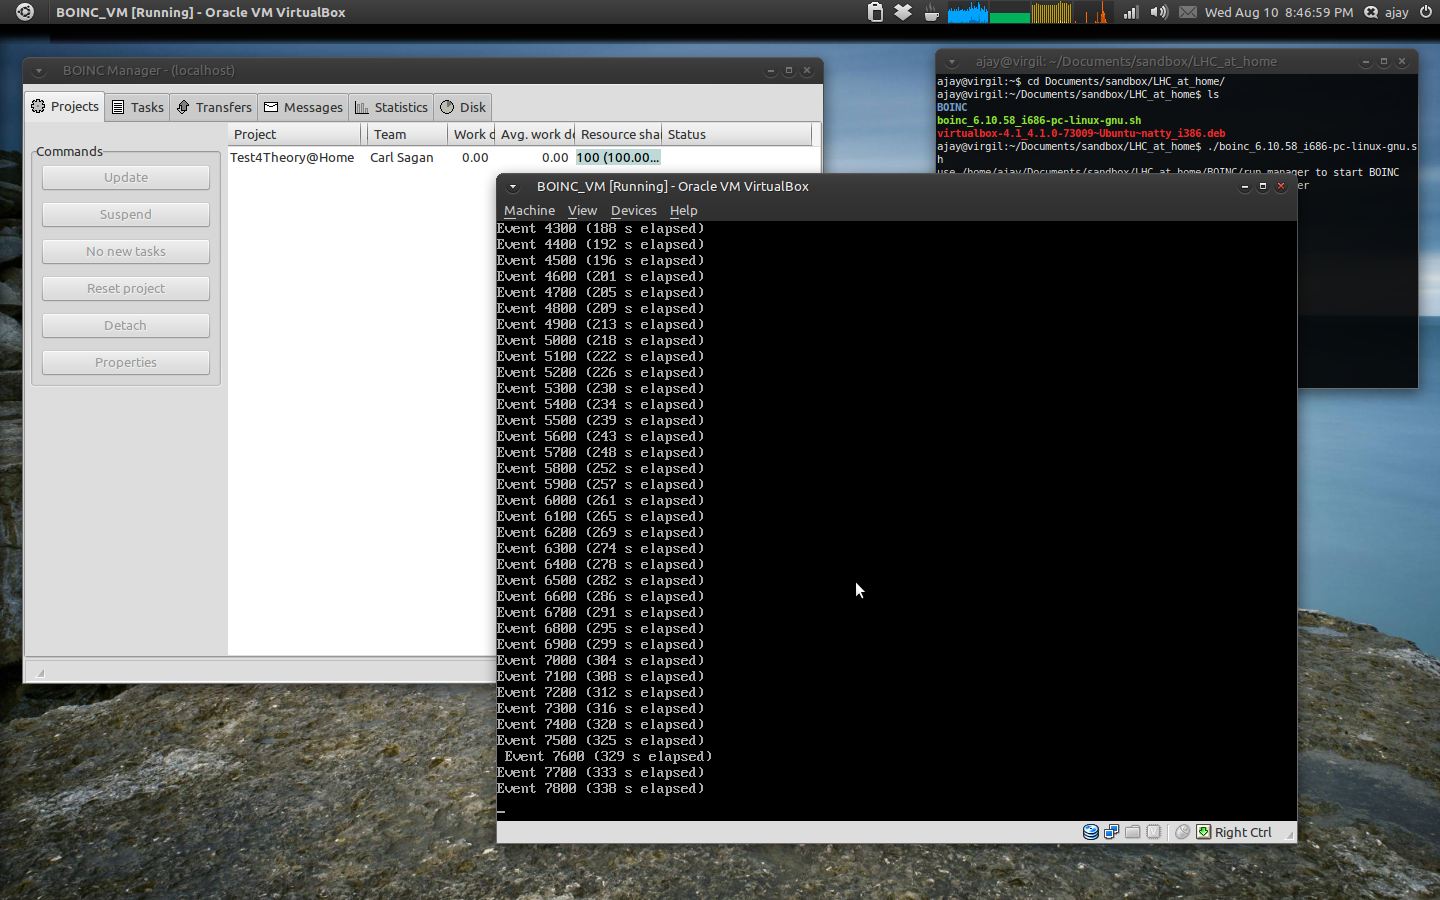 BOINC_VM [Running] - Oracle VM VirtualBox
Wed Aug 10 8:46:59 PM
ajay
BOINC Manager - (localhost)
Projects
Tasks
Transfers
Messages
Statistics
Disk
Commands
Update
Suspend
No new tasks
Reset project
Detach
Properties
Project Team Work d Avg. work do Resource sha Status
Test4Theory@Home Carl Sagan 0.00 0.00 100 (100.00...
ajay@virgil: ~/Documents/sandbox/LHC_at_home
ajay@virgil:~$ cd Documents/sandbox/LHC_at_home/
ajay@virgil:~/Documents/sandbox/LHC_at_home$ ls
BOINC
boinc_6.10.58_i686-pc-linux-gnu.sh
virtualbox-4.1_4.1.0-73009~Ubuntu~natty_i386.deb
ajay@virgil:~/Documents/sandbox/LHC_at_home$ ./boinc_6.10.58_i686-pc-linux-gnu.s
h
use /home/ajay/Documents/sandbox/LHC_at_home/BOINC/run_manager to start BOINC
er
BOINC_VM [Running] - Oracle VM VirtualBox
Machine View Devices Help
Event 4300 (188 s elapsed)
Event 4400 (192 s elapsed)
Event 4500 (196 s elapsed)
Event 4600 (201 s elapsed)
Event 4700 (205 s elapsed)
Event 4800 (209 s elapsed)
Event 4900 (213 s elapsed)
Event 5000 (218 s elapsed)
Event 5100 (222 s elapsed)
Event 5200 (226 s elapsed)
Event 5300 (230 s elapsed)
Event 5400 (234 s elapsed)
Event 5500 (239 s elapsed)
Event 5600 (243 s elapsed)
Event 5700 (248 s elapsed)
Event 5800 (252 s elapsed)
Event 5900 (257 s elapsed)
Event 6000 (261 s elapsed)
Event 6100 (265 s elapsed)
Event 6200 (269 s elapsed)
Event 6300 (274 s elapsed)
Event 6400 (278 s elapsed)
Event 6500 (282 s elapsed)
Event 6600 (286 s elapsed)
Event 6700 (291 s elapsed)
Event 6800 (295 s elapsed)
Event 6900 (299 s elapsed)
Event 7000 (304 s elapsed)
Event 7100 (308 s elapsed)
Event 7200 (312 s elapsed)
Event 7300 (316 s elapsed)
Event 7400 (320 s elapsed)
Event 7500 (325 s elapsed)
Event 7600 (329 s elapsed)
Event 7700 (333 s elapsed)
Event 7800 (338 s elapsed)
Right Ctrl